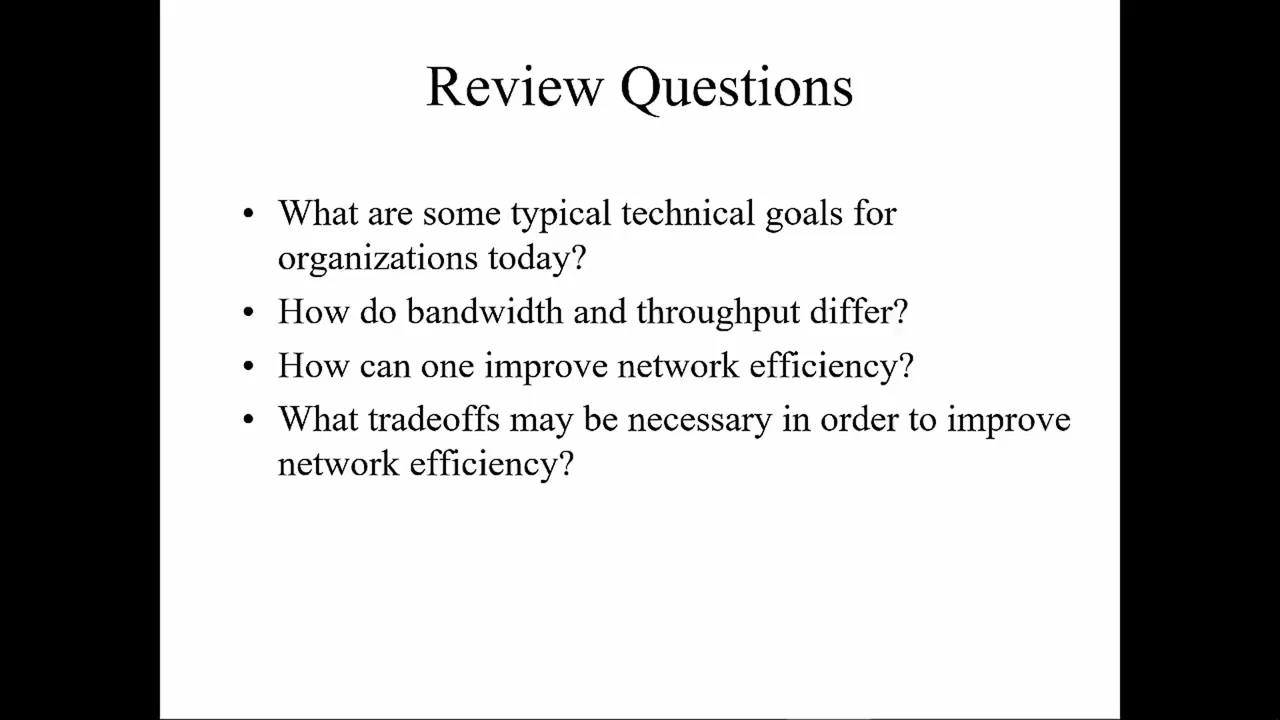 Review Questions
• What are some typical technical goals for
organizations today?
• How do bandwidth and throughput differ?
• How can one improve network efficiency?
• What tradeoffs may be necessary in order to improve
network efficiency?